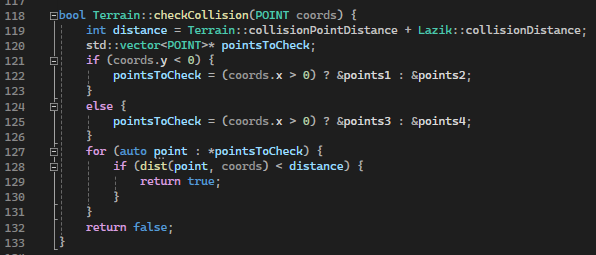 118 bool Terrain::checkCollision(POINT coords) {
119 int distance = Terrain::collisionPointDistance + Lazik::collisionDistance;
120 std::vector<POINT>* pointsToCheck;
121 if (coords.y < 0) {
122 pointsToCheck = (coords.x > 0) ? &points1 : &points2;
123 }
124 else {
125 pointsToCheck = (coords.x > 0) ? &points3 : &points4;
126 }
127 for (auto point : *pointsToCheck) {
128 if (dist(point, coords) < distance) {
129 return true;
130 }
131 }
132 return false;
133 }